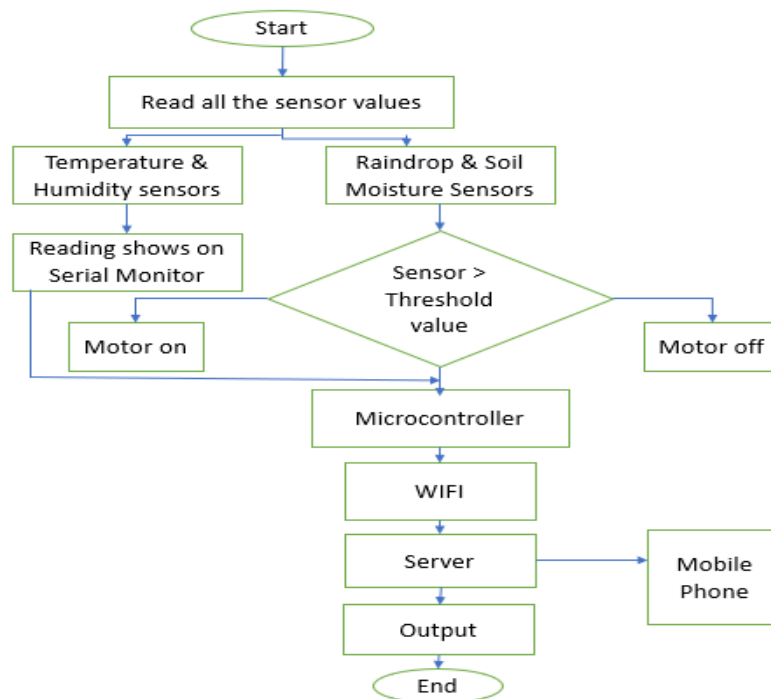 Start
Read all the sensor values
Temperature &
Humidity sensors
Raindrop & Soil
Moisture Sensors
Reading shows on
Serial Monitor
Sensor >
Threshold
value
Motor on
Motor off
Microcontroller
WIFI
Server
Mobile
Phone
Output
End